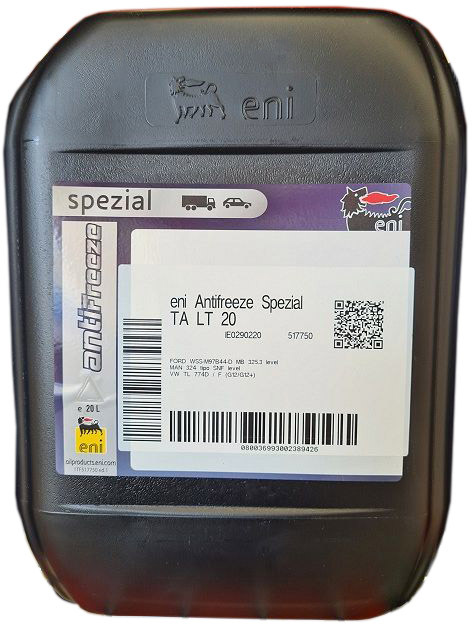 eni
spezial
eni
antifreeze
eni Antifreeze Spezial
TA LT 20
IE0290220 517750
FORD WSS-M97B44-D MB 325.3 level
MAN 324 tipo SNF level
VW TL 774D / F (G12/G12+)
e 20 L
eni
oilproducts.eni.com
080036993002389426